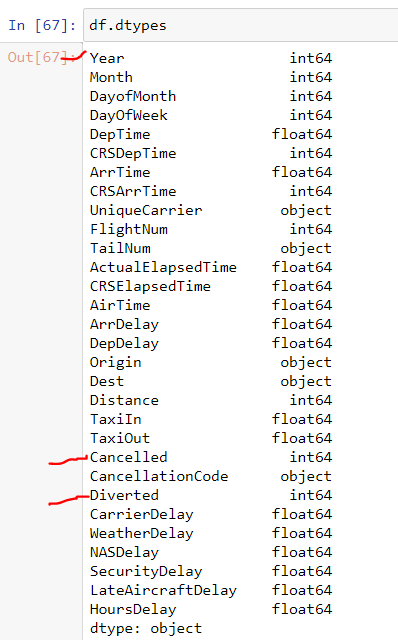 In [67]: df.dtypes
Out[67]: Year int64
Month int64
DayofMonth int64
DayOfWeek int64
DepTime float64
CRSDepTime int64
ArrTime float64
CRSArrTime int64
UniqueCarrier object
FlightNum int64
TailNum object
ActualElapsedTime float64
CRSElapsedTime float64
AirTime float64
ArrDelay float64
DepDelay float64
Origin object
Dest object
Distance int64
TaxiIn float64
TaxiOut float64
Cancelled int64
CancellationCode object
Diverted int64
CarrierDelay float64
WeatherDelay float64
NASDelay float64
SecurityDelay float64
LateAircraftDelay float64
HoursDelay float64
dtype: object